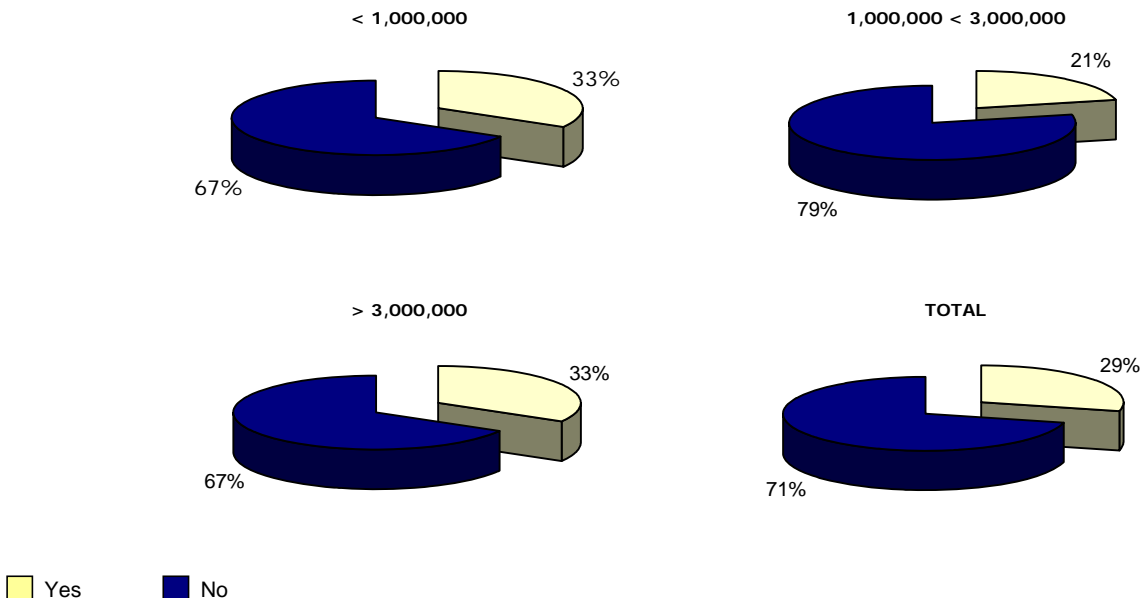 < 1,000,000
1,000,000 < 3,000,000
33%
21%
67%
79%
> 3,000,000
TOTAL
33%
29%
67%
71%
Yes
No